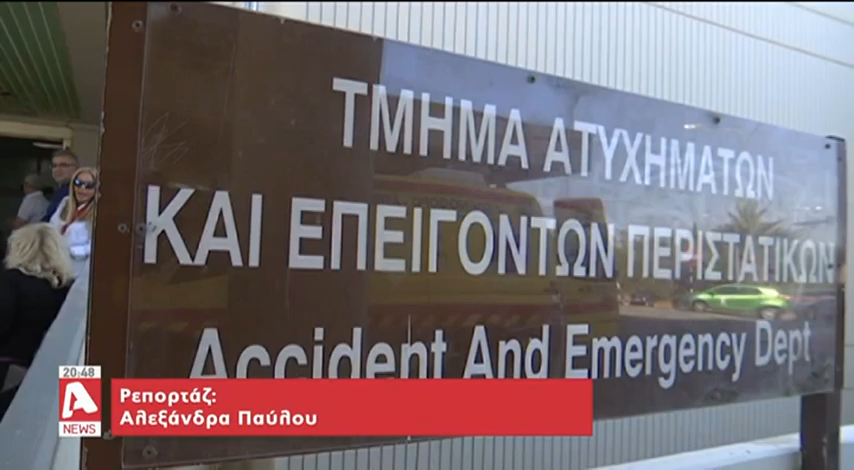 ΤΜΗΜΑ ΑΤΥΧΗΜΑΤΩΝ
ΚΑΙ ΕΠΕΙΓΟΝΤΩΝ ΠΕΡΙΣΤΑΤΙΚΩΝ
Accident And Emergency Dept
20:48
A
NEWS
Ρεπορτάζ:
Αλεξάνδρα Παύλου